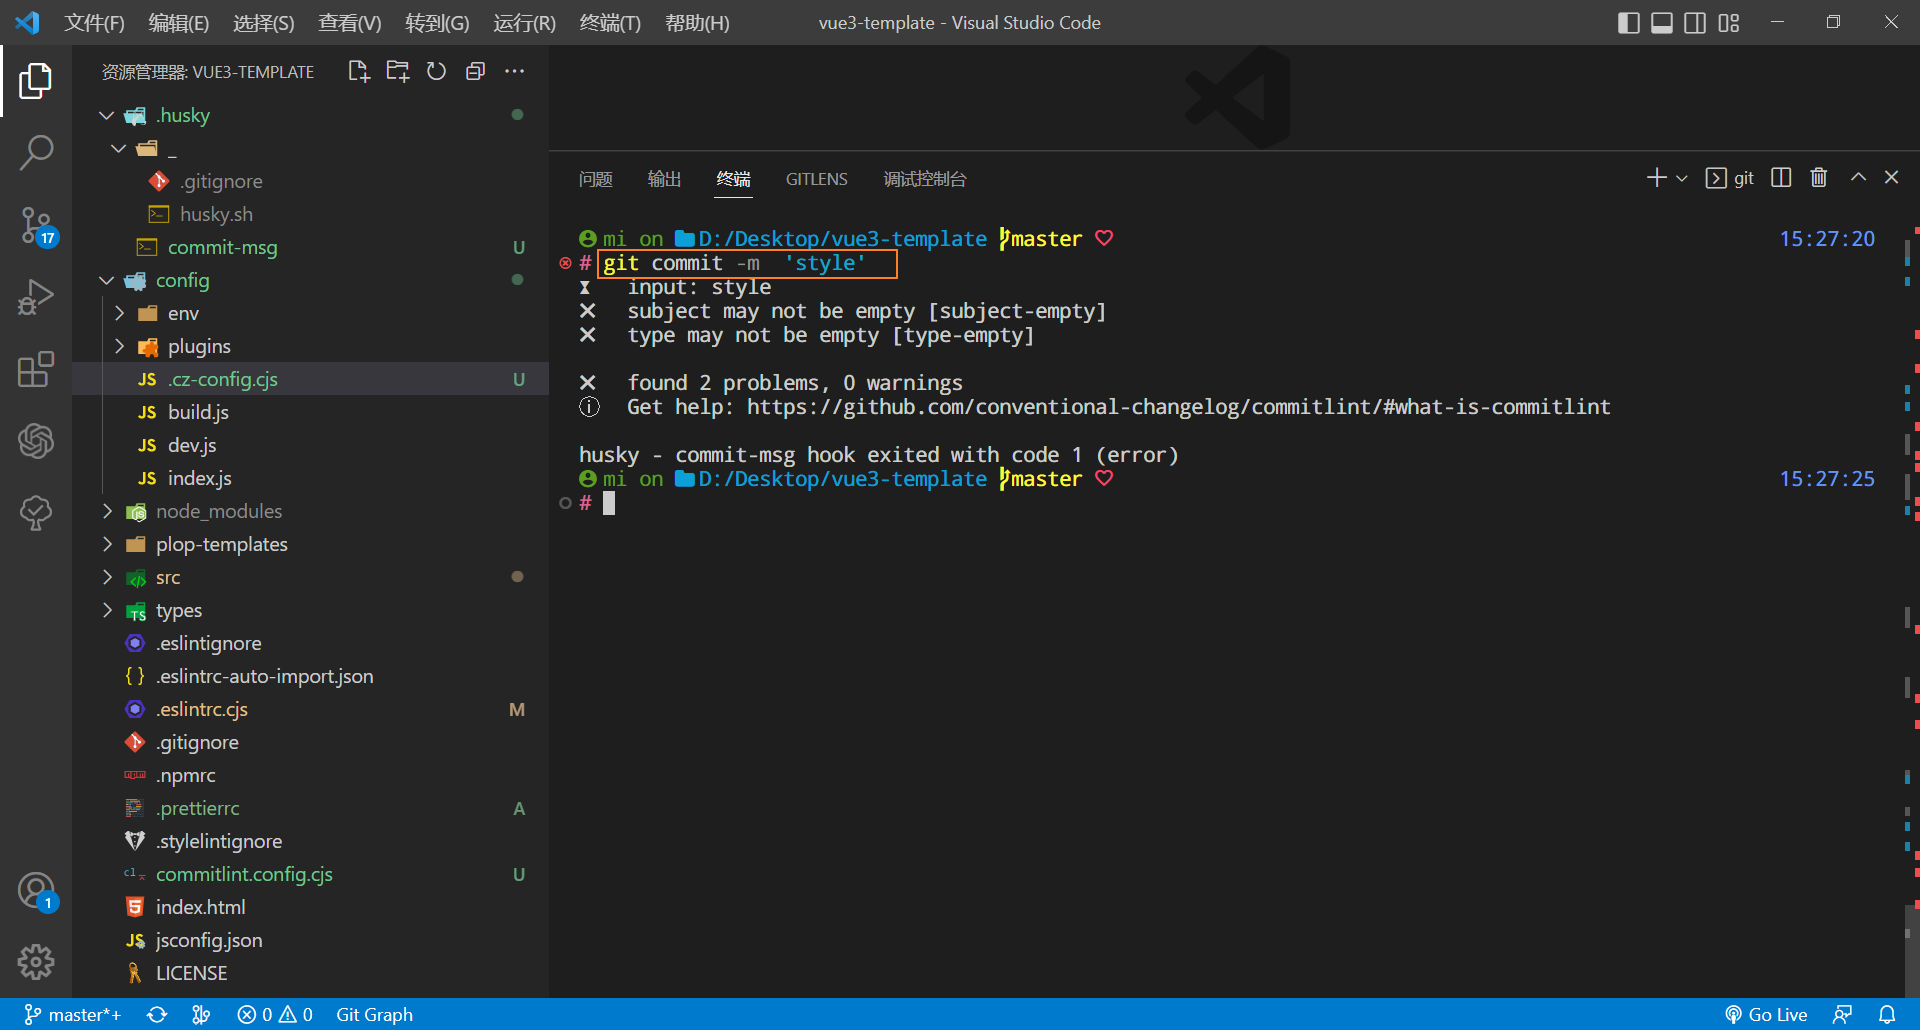 文件(F) 编辑(E) 选择(S) 查看(V) 转到(G) 运行(R) 终端(T) 帮助(H) vue3-template - Visual Studio Code
资源管理器: VUE3-TEMPLATE
.husky
_
.gitignore
husky.sh
commit-msg U
config
env
plugins
JS .cz-config.cjs U
JS build.js
JS dev.js
JS index.js
node_modules
plop-templates
src
TS types
.eslintignore
{ } .eslintrc-auto-import.json
.eslintrc.cjs M
.gitignore
.npmrc
.prettierrc A
.stylelintignore
commitlint.config.cjs U
index.html
JS jsconfig.json
LICENSE
17
1
问题 输出 终端 GITLENS 调试控制台 git
mi on D:/Desktop/vue3-template master 15:27:20
# git commit -m 'style'
input: style
subject may not be empty [subject-empty]
type may not be empty [type-empty]
found 2 problems, 0 warnings
Get help: https://github.com/conventional-changelog/commitlint/#what-is-commitlint
husky - commit-msg hook exited with code 1 (error)
mi on D:/Desktop/vue3-template master 15:27:25
#
master*+ 0 0 Git Graph Go Live